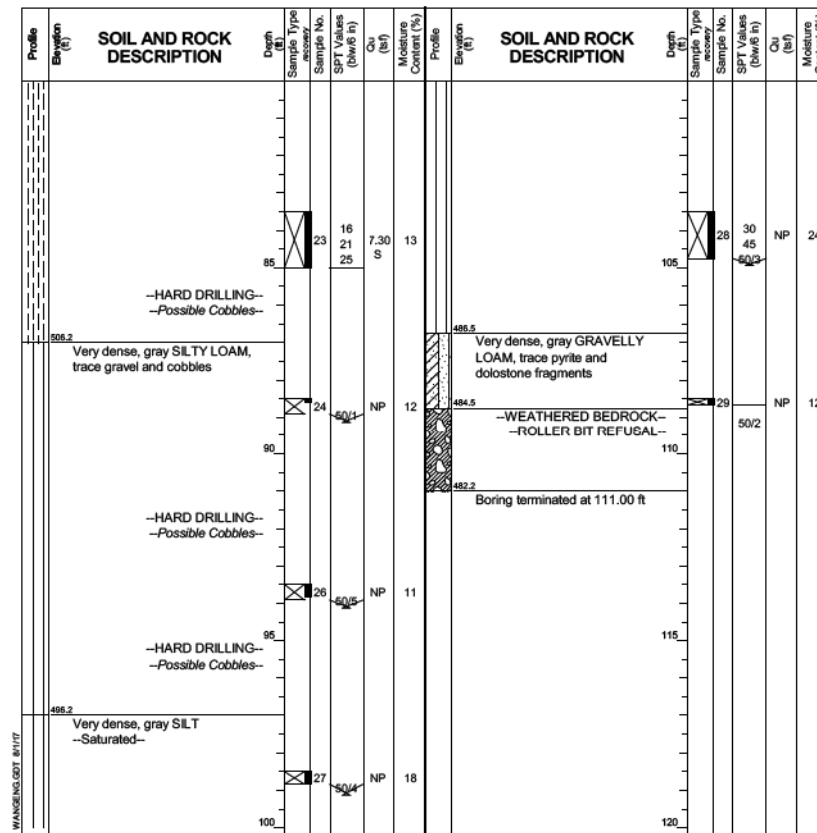 Profile
Elevation
(ft)
SOIL AND ROCK
DESCRIPTION
Depth
(ft)
Sample Type
recovery
Sample No.
SPT Values
(blw/6 in)
Qu
(tsf)
Moisture
Content (%)
23
16
21
25
7.30
S
13
85
--HARD DRILLING--
--Possible Cobbles--
506.2
Very dense, gray SILTY LOAM,
trace gravel and cobbles
24
50/1
NP
12
90
--HARD DRILLING--
--Possible Cobbles--
26
50/5
NP
11
95
--HARD DRILLING--
--Possible Cobbles--
496.2
Very dense, gray SILT
--Saturated--
27
50/4
NP
18
100
WANGENG.GDT 8/1/17
Profile
Elevation
(ft)
SOIL AND ROCK
DESCRIPTION
Depth
(ft)
Sample Type
recovery
Sample No.
SPT Values
(blw/6 in)
Qu
(tsf)
Moisture
28
30
45
50/3
NP
24
105
486.5
Very dense, gray GRAVELLY
LOAM, trace pyrite and
dolostone fragments
29
NP
12
484.5
--WEATHERED BEDROCK--
--ROLLER BIT REFUSAL--
50/2
110
482.2
Boring terminated at 111.00 ft
115
120